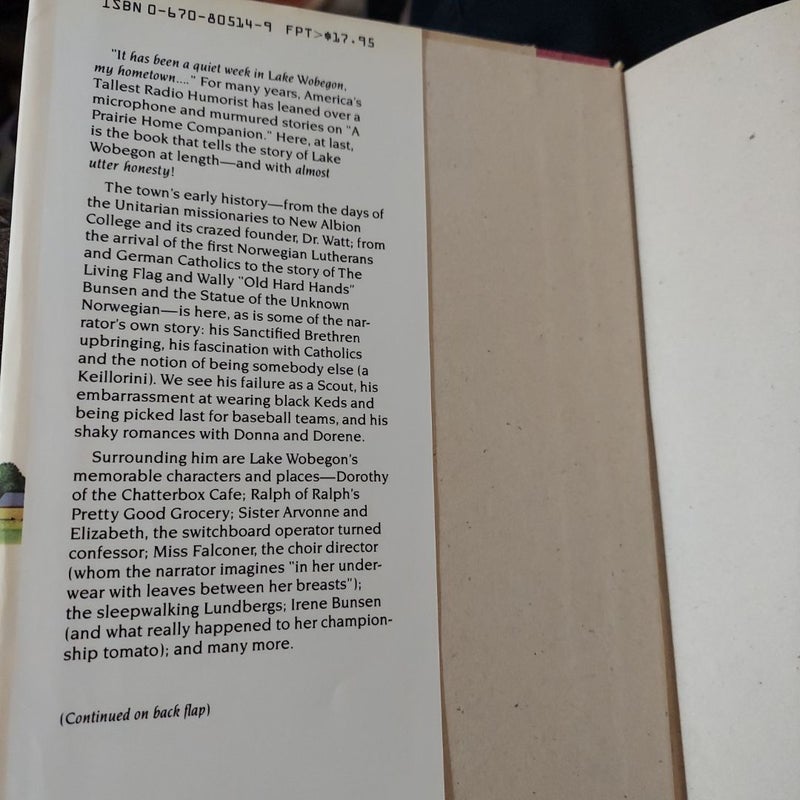 ISBN 0-670-80514-9 FPT>$17.95
"It has been a quiet week in Lake Wobegon,
my hometown...." For many years, America's
Tallest Radio Humorist has leaned over a
microphone and murmured stories on "A
Prairie Home Companion." Here, at last,
is the book that tells the story of Lake
Wobegon at length—and with almost
utter honesty!
The town's early history—from the days of
the Unitarian missionaries to New Albion
College and its crazed founder, Dr. Watt; from
the arrival of the first Norwegian Lutherans
and German Catholics to the story of The
Living Flag and Wally "Old Hard Hands"
Bunsen and the Statue of the Unknown
Norwegian—is here, as is some of the nar-
rator's own story: his Sanctified Brethren
upbringing, his fascination with Catholics
and the notion of being somebody else (a
Keillorini). We see his failure as a Scout, his
embarrassment at wearing black Keds and
being picked last for baseball teams, and his
shaky romances with Donna and Dorene.
Surrounding him are Lake Wobegon's
memorable characters and places—Dorothy
of the Chatterbox Cafe; Ralph of Ralph's
Pretty Good Grocery; Sister Arvonne and
Elizabeth, the switchboard operator turned
confessor; Miss Falconer, the choir director
(whom the narrator imagines "in her under-
wear with leaves between her breasts");
the sleepwalking Lundbergs; Irene Bunsen
(and what really happened to her champion-
ship tomato); and many more.
(Continued on back flap)